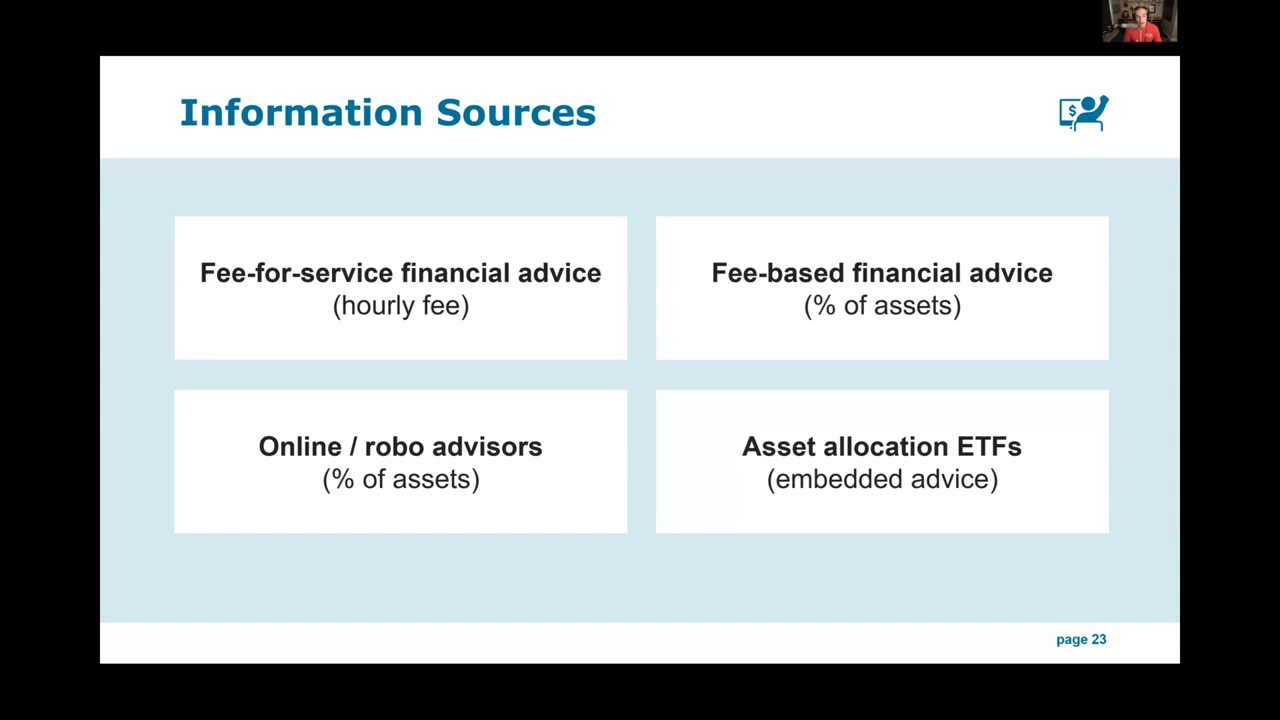 Information Sources
$
Fee-for-service financial advice
(hourly fee)
Fee-based financial advice
(% of assets)
Online / robo advisors
(% of assets)
Asset allocation ETFs
(embedded advice)
page 23